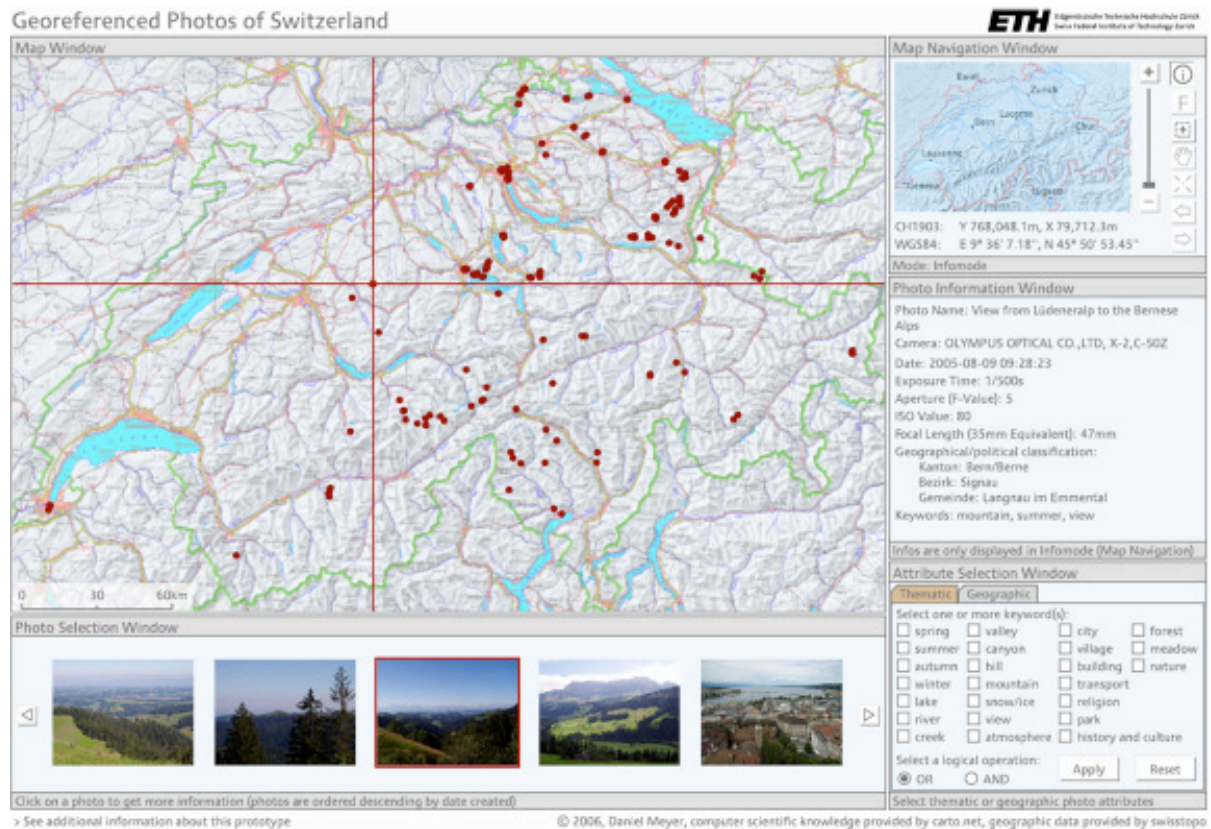 Georeferenced Photos of Switzerland
ETH Eidgenössische Technische Hochschule Zürich
Swiss Federal Institute of Technology Zurich
Map Window
0 30 60km
Photo Selection Window
Click on a photo to get more information (photos are ordered descending by date created)
> See additional information about this prototype
Map Navigation Window
Basel
Zurich
Lucerne
Bern
Chur
Lausanne
Geneva
Lugano
+
F
−
CH1903: Y 768,048.1m, X 79,712.3m
WGS84: E 9° 36' 7.18", N 45° 50' 53.45"
Mode: Infomode
Photo Information Window
Photo Name: View from Lüdeneralp to the Bernese
Alps
Camera: OLYMPUS OPTICAL CO.,LTD, X-2,C-50Z
Date: 2005-08-09 09:28:23
Exposure Time: 1/500s
Aperture (F-Value): 5
ISO Value: 80
Focal Length (35mm Equivalent): 47mm
Geographical/political classification:
Kanton: Bern/Berne
Bezirk: Signau
Gemeinde: Langnau im Emmental
Keywords: mountain, summer, view
Infos are only displayed in Infomode (Map Navigation)
Attribute Selection Window
Thematic Geographic
Select one or more keyword(s):
spring valley city forest
summer canyon village meadow
autumn hill building nature
winter mountain transport
lake snow/ice religion
river view park
creek atmosphere history and culture
Select a logical operation:
OR AND Apply Reset
Select thematic or geographic photo attributes
© 2006, Daniel Meyer, computer scientific knowledge provided by carto.net, geographic data provided by swisstopo